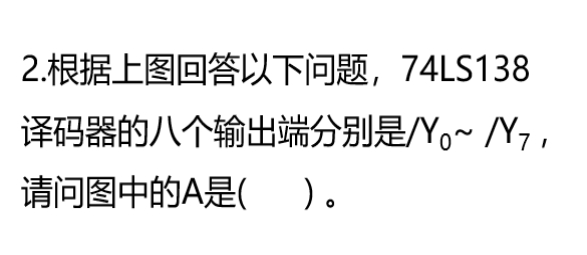 2.根据上图回答以下问题，74LS138
译码器的八个输出端分别是/Y₀~ /Y₇ ,
请问图中的A是(      ) 。